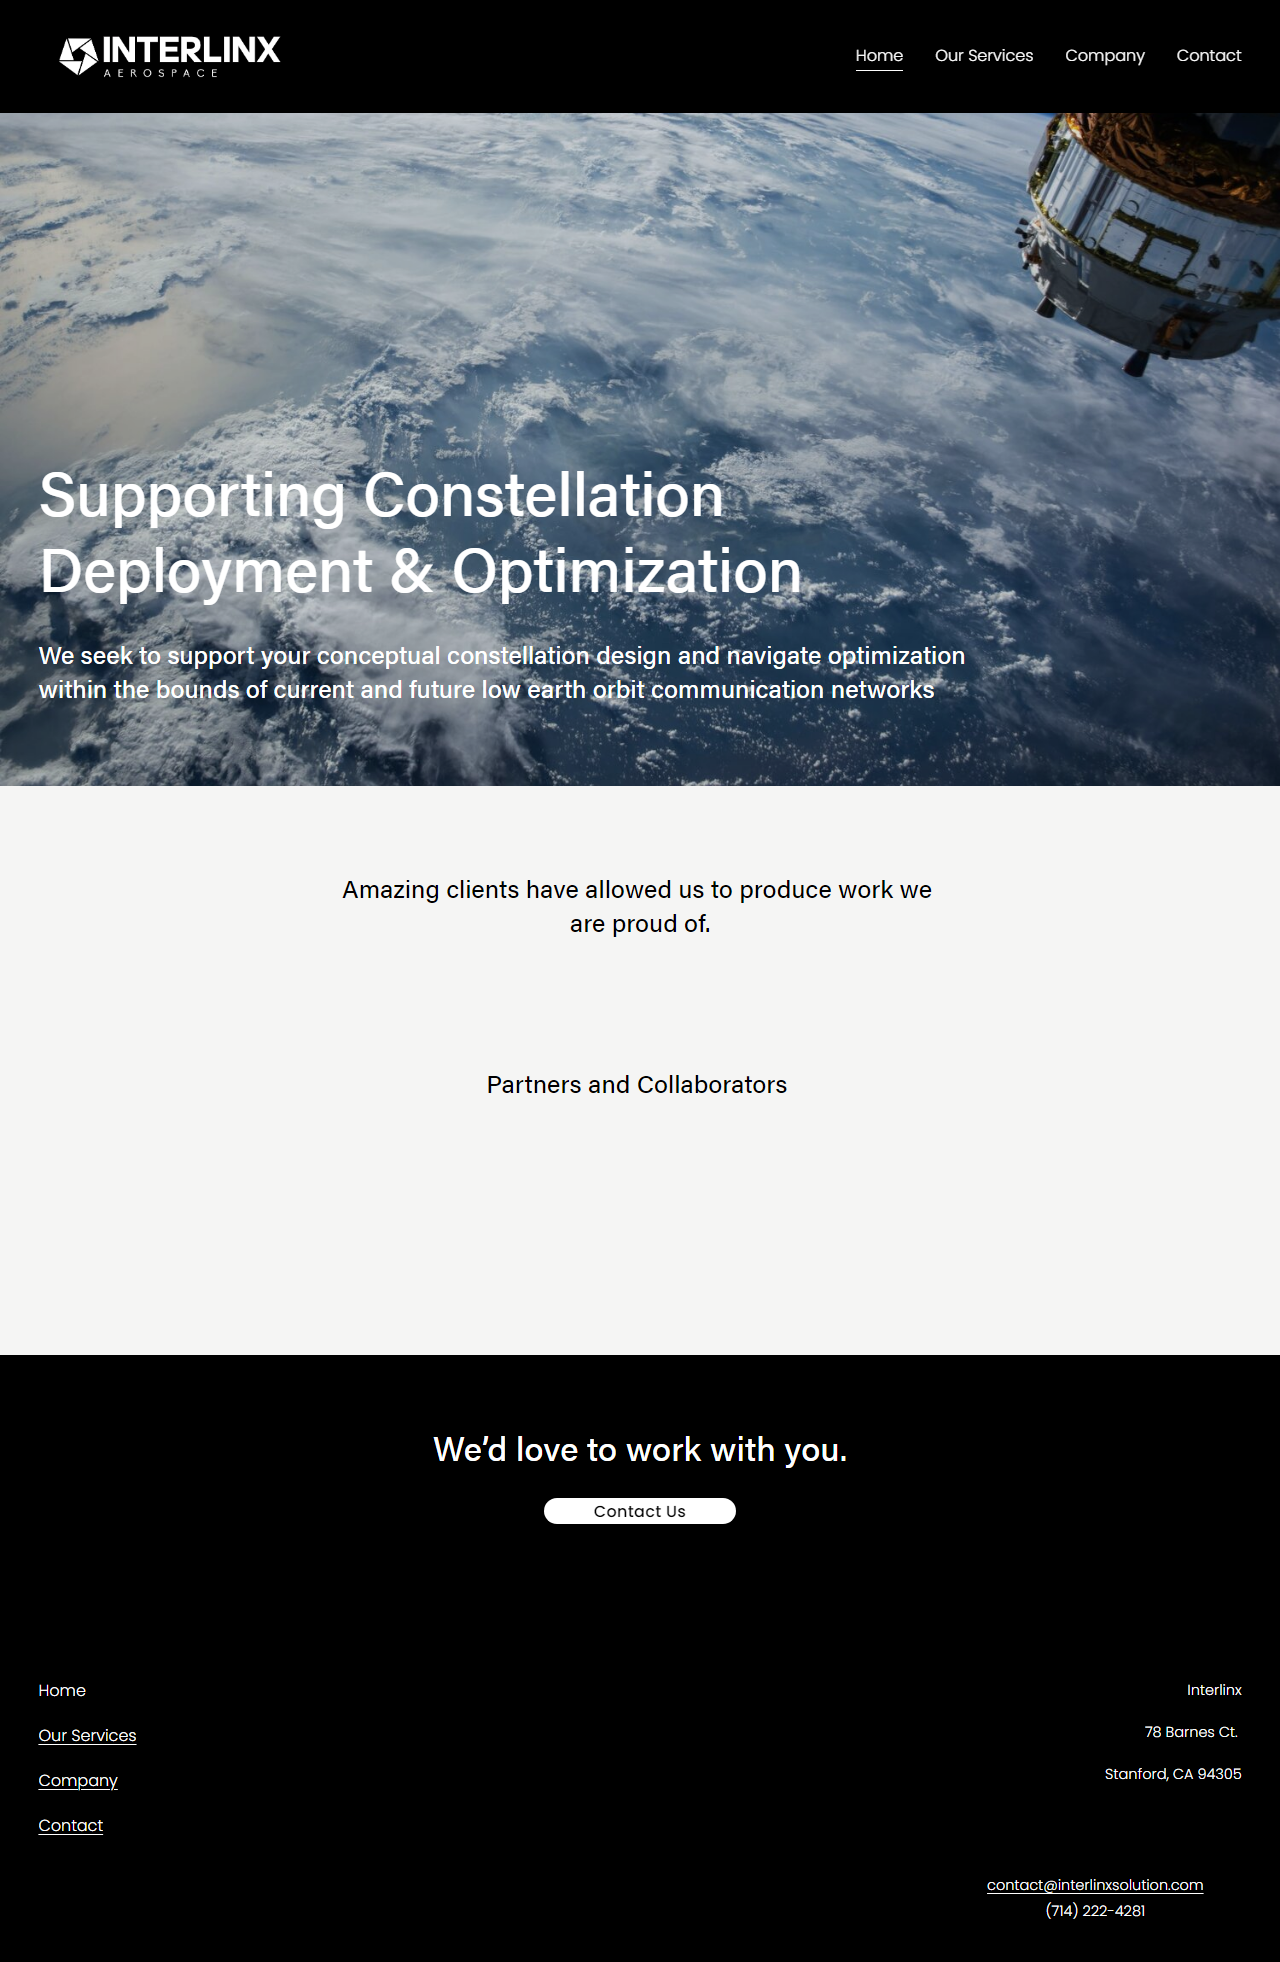 INTERLINX
AEROSPACE
Home Our Services Company Contact
Supporting Constellation
Deployment & Optimization
We seek to support your conceptual constellation design and navigate optimization
within the bounds of current and future low earth orbit communication networks
Amazing clients have allowed us to produce work we
are proud of.
Partners and Collaborators
We’d love to work with you.
Contact Us
Home
Our Services
Company
Contact
Interlinx
78 Barnes Ct.
Stanford, CA 94305
contact@interlinxsolution.com
(714) 222-4281